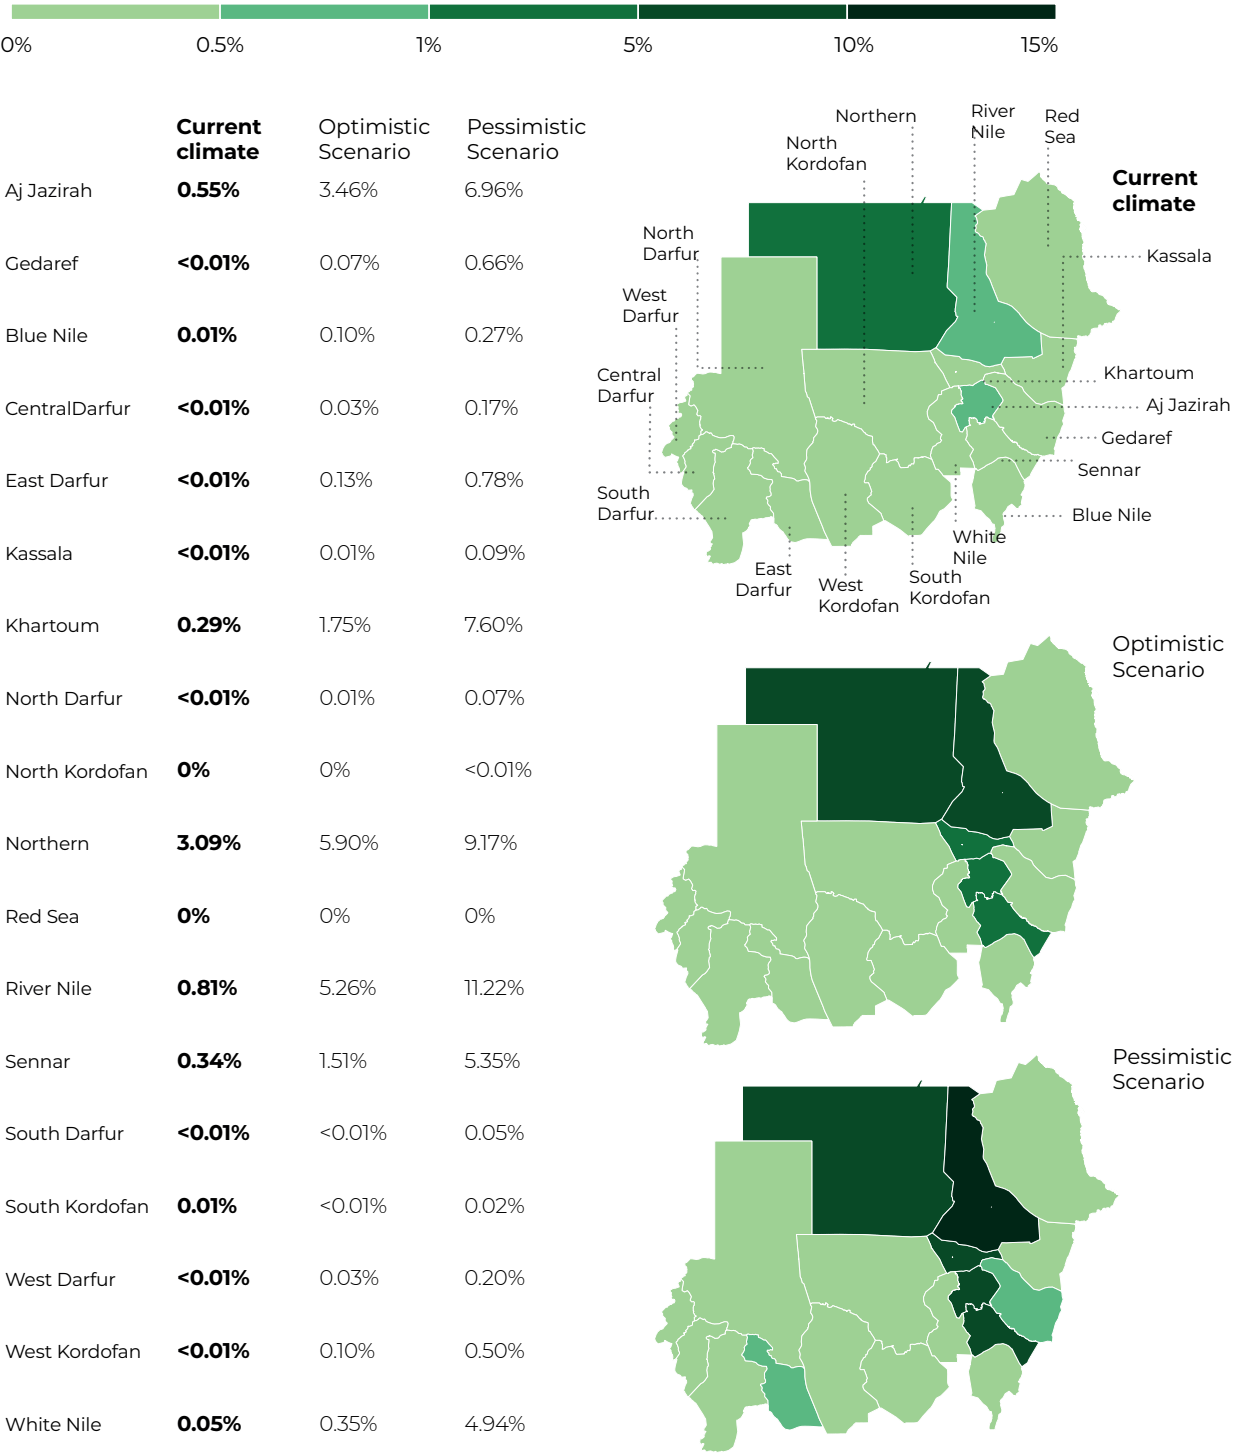 0% 0.5% 1% 5% 10% 15%
Current
climate
Optimistic
Scenario
Pessimistic
Scenario
Aj Jazirah 0.55% 3.46% 6.96%
Gedaref <0.01% 0.07% 0.66%
Blue Nile 0.01% 0.10% 0.27%
CentralDarfur <0.01% 0.03% 0.17%
East Darfur <0.01% 0.13% 0.78%
Kassala <0.01% 0.01% 0.09%
Khartoum 0.29% 1.75% 7.60%
North Darfur <0.01% 0.01% 0.07%
North Kordofan 0% 0% <0.01%
Northern 3.09% 5.90% 9.17%
Red Sea 0% 0% 0%
River Nile 0.81% 5.26% 11.22%
Sennar 0.34% 1.51% 5.35%
South Darfur <0.01% <0.01% 0.05%
South Kordofan 0.01% <0.01% 0.02%
West Darfur <0.01% 0.03% 0.20%
West Kordofan <0.01% 0.10% 0.50%
White Nile 0.05% 0.35% 4.94%
Northern
River
Nile
Red
Sea
North
Kordofan
Current
climate
North
Darfur
Kassala
West
Darfur
Central
Darfur
Khartoum
Aj Jazirah
Gedaref
Sennar
South
Darfur
Blue Nile
White
Nile
East
Darfur
West
Kordofan
South
Kordofan
Optimistic
Scenario
Pessimistic
Scenario